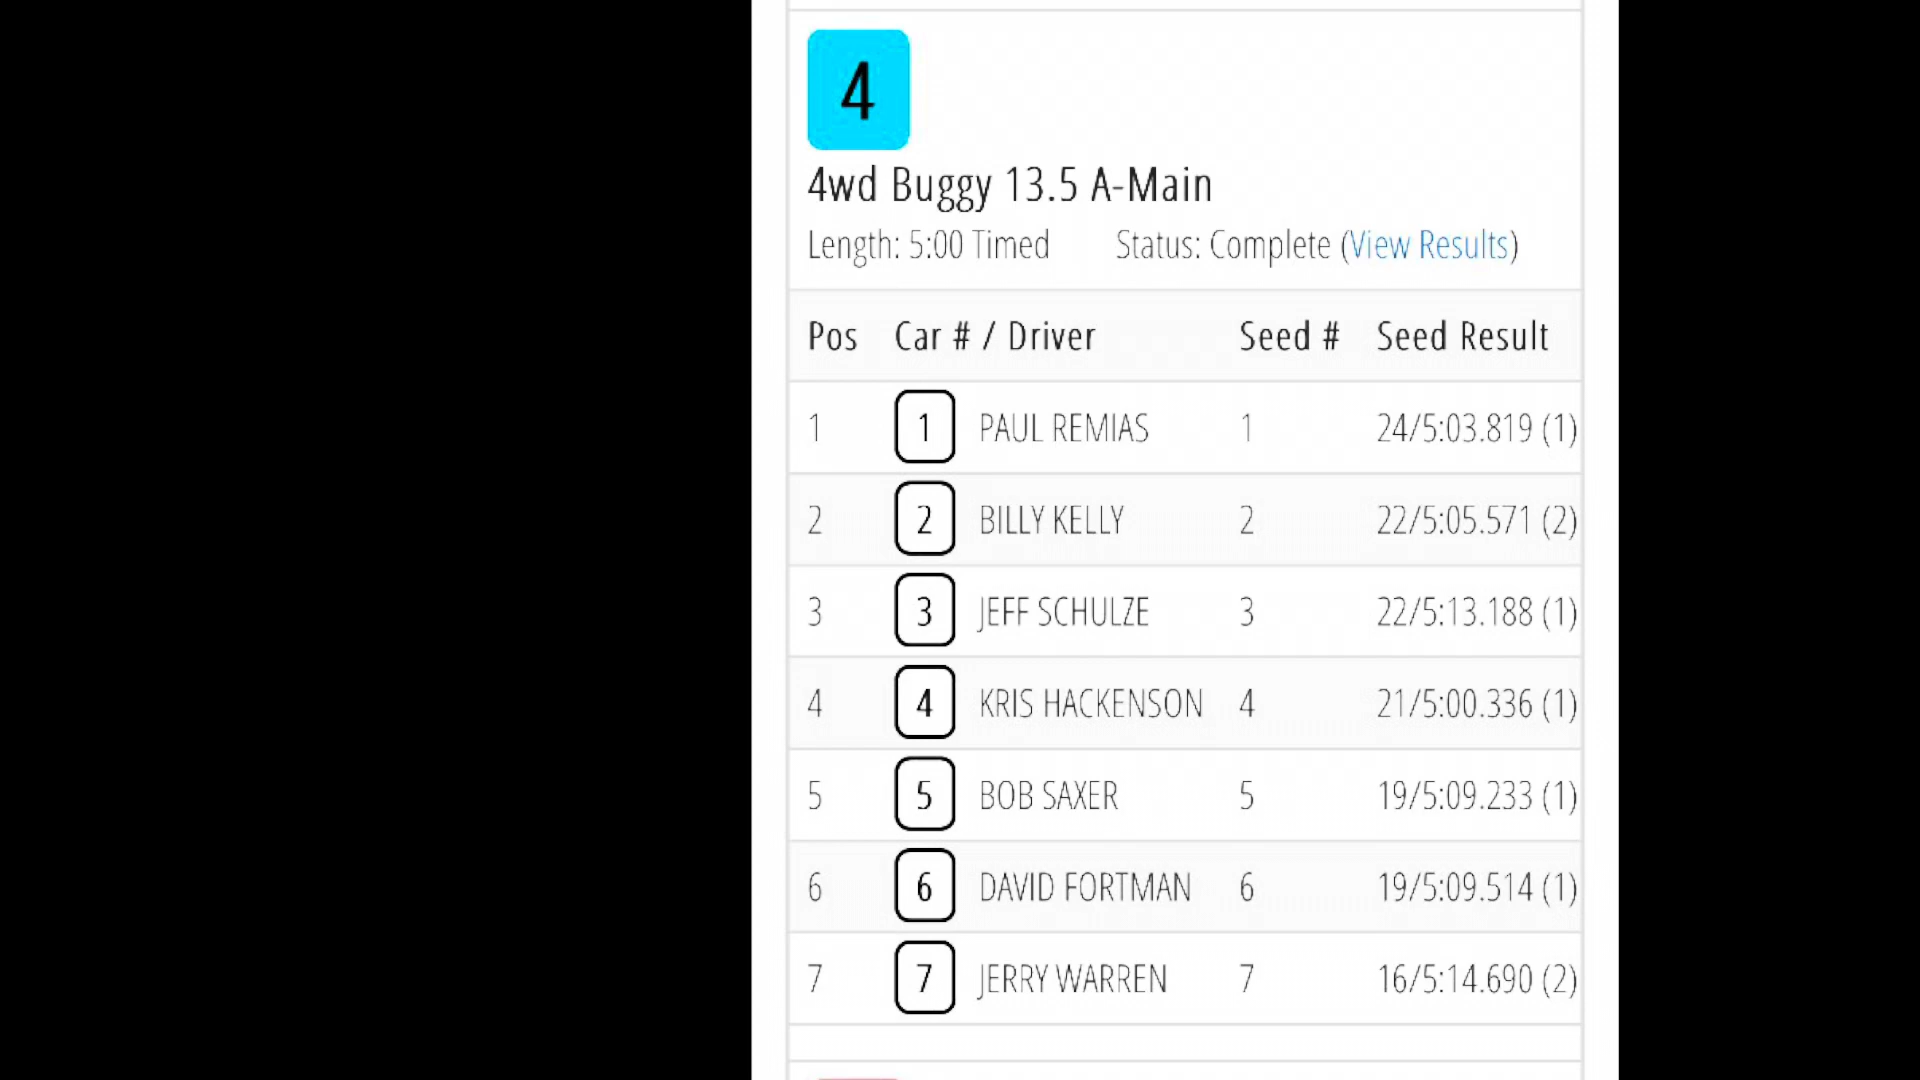 4
4wd Buggy 13.5 A-Main
Length: 5:00 Timed Status: Complete (View Results)
Pos Car # / Driver Seed # Seed Result
1 1 PAUL REMIAS 1 24/5:03.819 (1)
2 2 BILLY KELLY 2 22/5:05.571 (2)
3 3 JEFF SCHULZE 3 22/5:13.188 (1)
4 4 KRIS HACKENSON 4 21/5:00.336 (1)
5 5 BOB SAXER 5 19/5:09.233 (1)
6 6 DAVID FORTMAN 6 19/5:09.514 (1)
7 7 JERRY WARREN 7 16/5:14.690 (2)